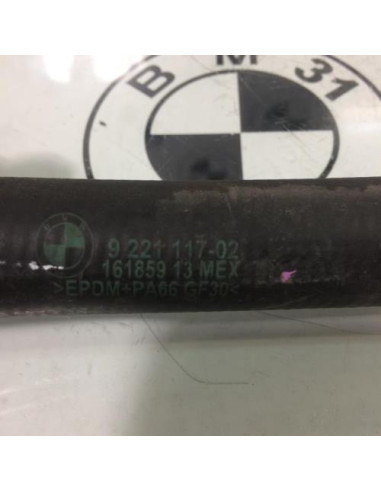 B M 31
9 221 117-02
161859 13 MEX
>EPDM+PA66 GF30<